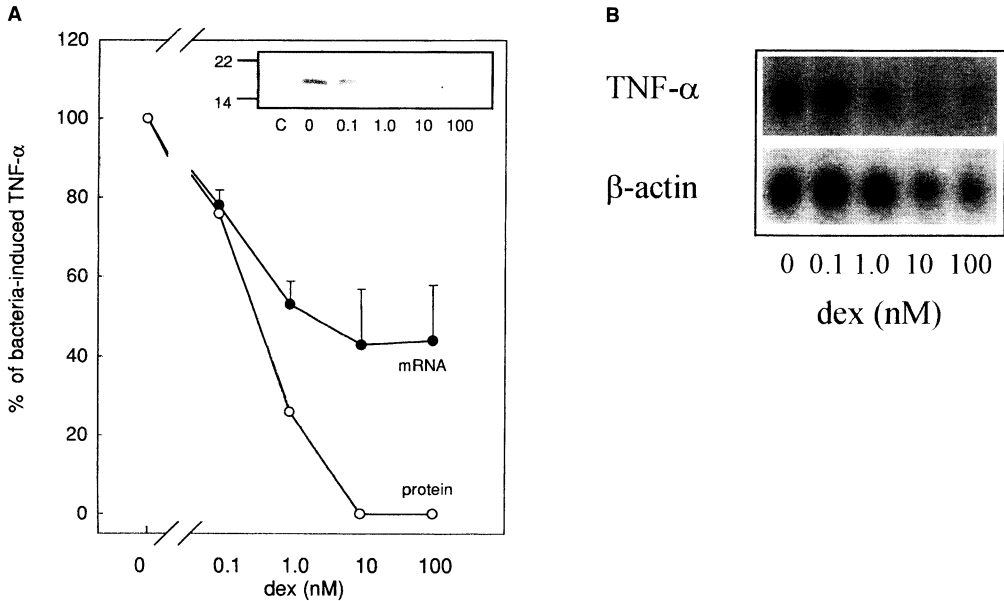 A
120
100
80
60
40
20
0
% of bacteria-induced TNF-α
22
14
C 0 0.1 1.0 10 100
mRNA
protein
0 0.1 1.0 10 100
dex (nM)
B
TNF-α
β-actin
0 0.1 1.0 10 100
dex (nM)